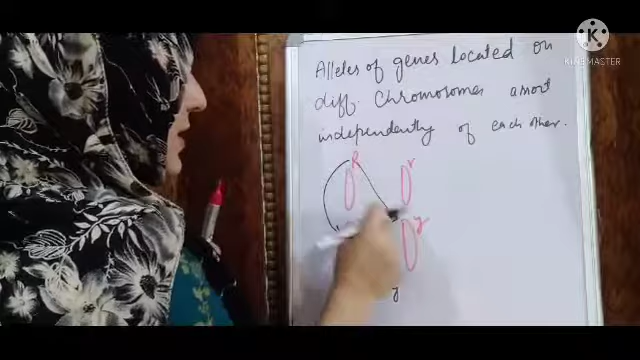 K
KINEMASTER
Alleles of genes located on
diff. Chromosomes assort
independently of each other.
R r
y
y